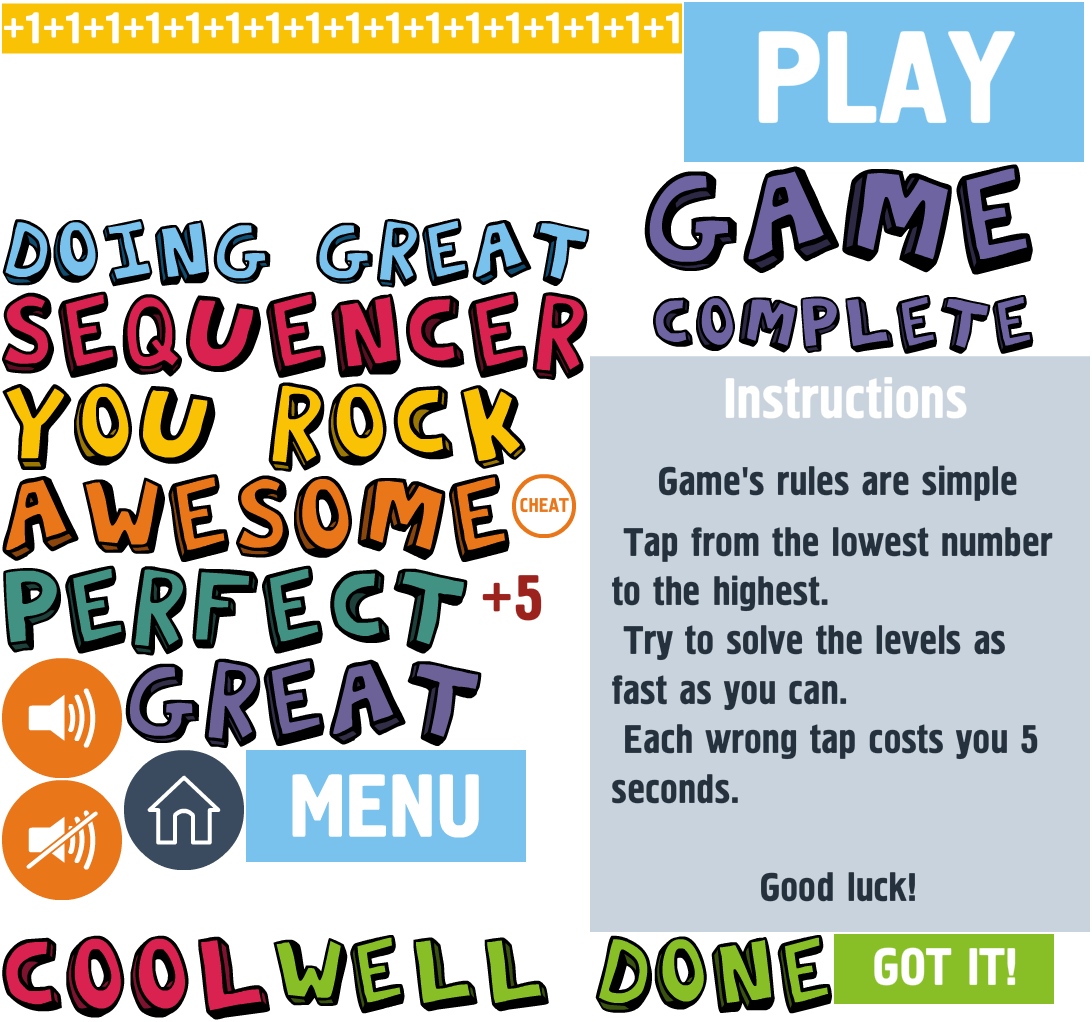 +1+1+1+1+1+1+1+1+1+1+1+1+1+1+1+1+1+1
PLAY
GAME
COMPLETE
DOING GREAT
SEQUENCER
YOU ROCK
AWESOME
CHEAT
PERFECT
+5
GREAT
MENU
Instructions
Game's rules are simple
Tap from the lowest number
to the highest.
Try to solve the levels as
fast as you can.
Each wrong tap costs you 5
seconds.
Good luck!
COOL
WELL DONE
GOT IT!